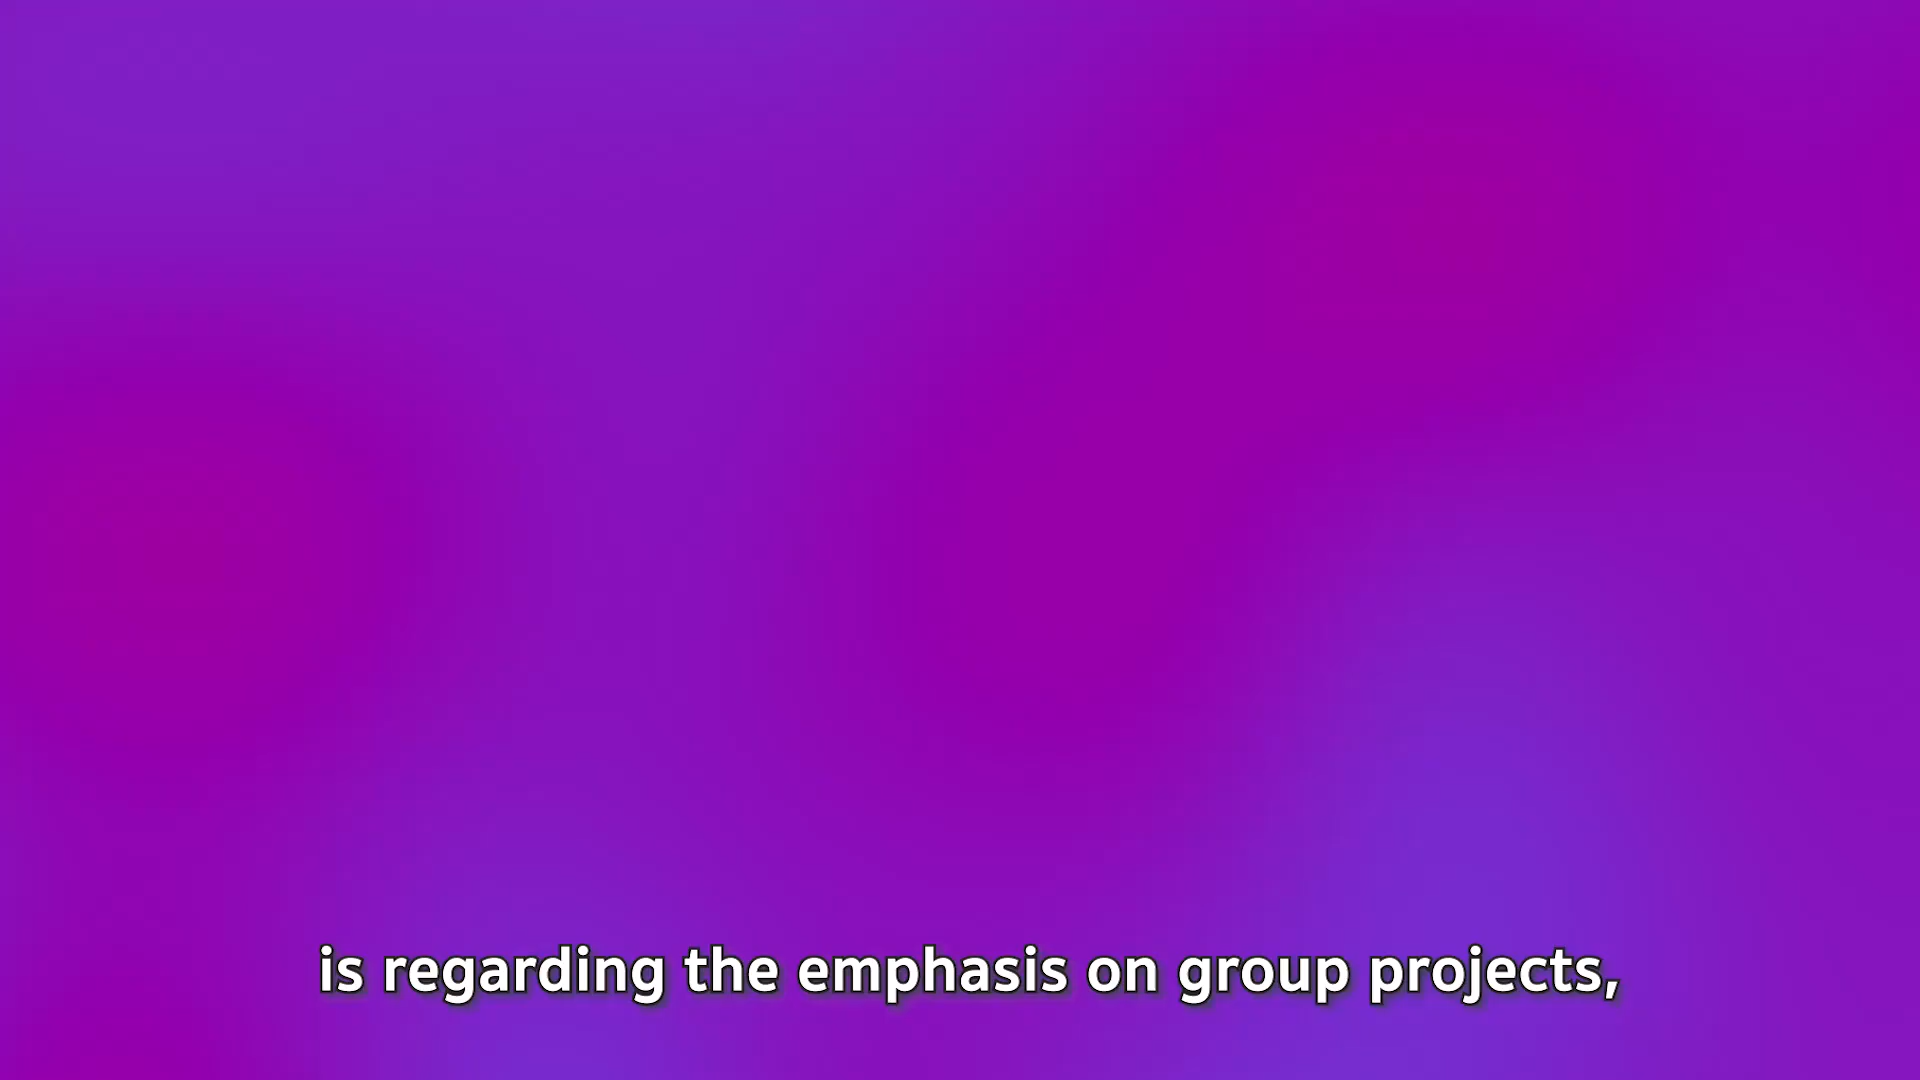 is regarding the emphasis on group projects,